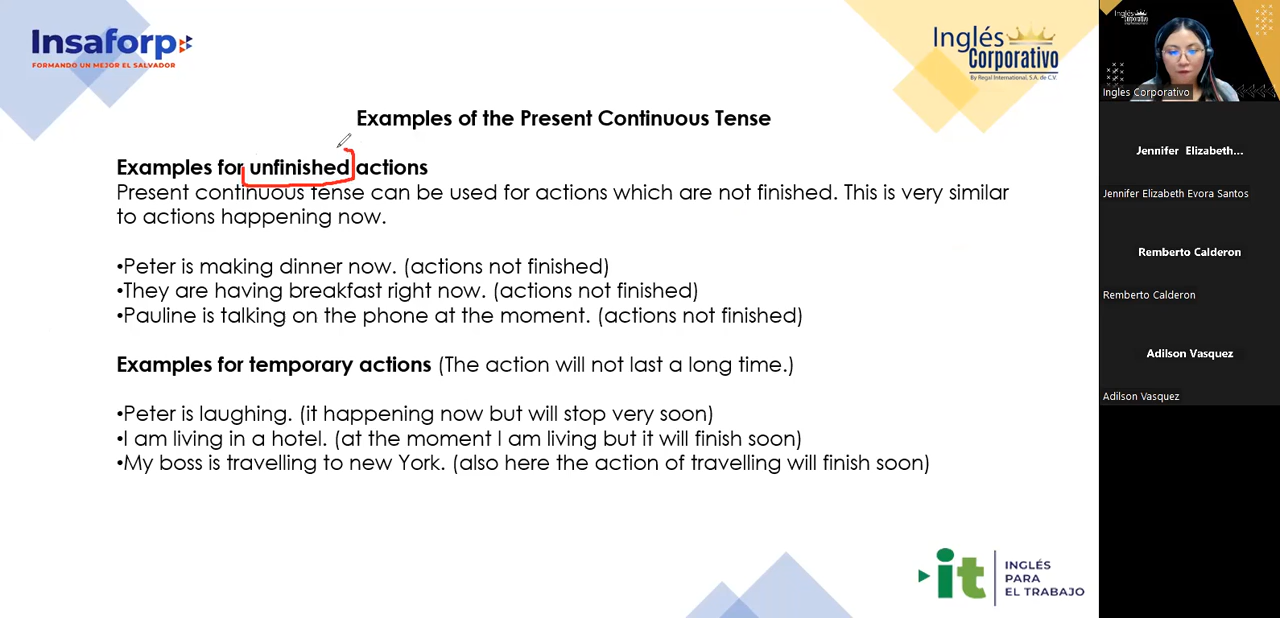 Insaforp
FORMANDO UN MEJOR EL SALVADOR
Inglés
Corporativo
By Regal International, S.A. de C.V.
Examples of the Present Continuous Tense
Examples for unfinished actions
Present continuous tense can be used for actions which are not finished. This is very similar
to actions happening now.
•Peter is making dinner now. (actions not finished)
•They are having breakfast right now. (actions not finished)
•Pauline is talking on the phone at the moment. (actions not finished)
Examples for temporary actions (The action will not last a long time.)
•Peter is laughing. (it happening now but will stop very soon)
•I am living in a hotel. (at the moment I am living but it will finish soon)
•My boss is travelling to new York. (also here the action of travelling will finish soon)
it
INGLÉS
PARA
EL TRABAJO
Inglés
Corporativo
Ingles Corporativo
Jennifer Elizabeth...
Jennifer Elizabeth Evora Santos
Remberto Calderon
Remberto Calderon
Adilson Vasquez
Adilson Vasquez